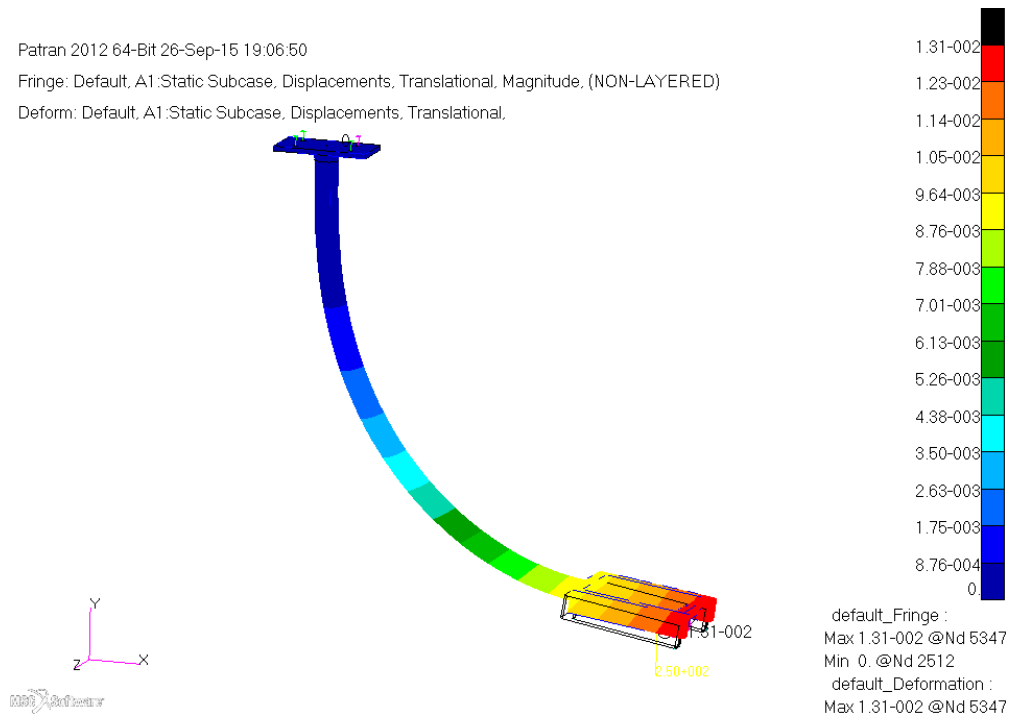 Patran 2012 64-Bit 26-Sep-15 19:06:50
Fringe: Default, A1:Static Subcase, Displacements, Translational, Magnitude, (NON-LAYERED)
Deform: Default, A1:Static Subcase, Displacements, Translational,
1.31-002
1.23-002
1.14-002
1.05-002
9.64-003
8.76-003
7.88-003
7.01-003
6.13-003
5.26-003
4.38-003
3.50-003
2.63-003
1.75-003
8.76-004
0.
1.31-002
2.50+002
Y
Z
X
default_Fringe :
Max 1.31-002 @Nd 5347
Min 0. @Nd 2512
default_Deformation :
Max 1.31-002 @Nd 5347
MSC Software